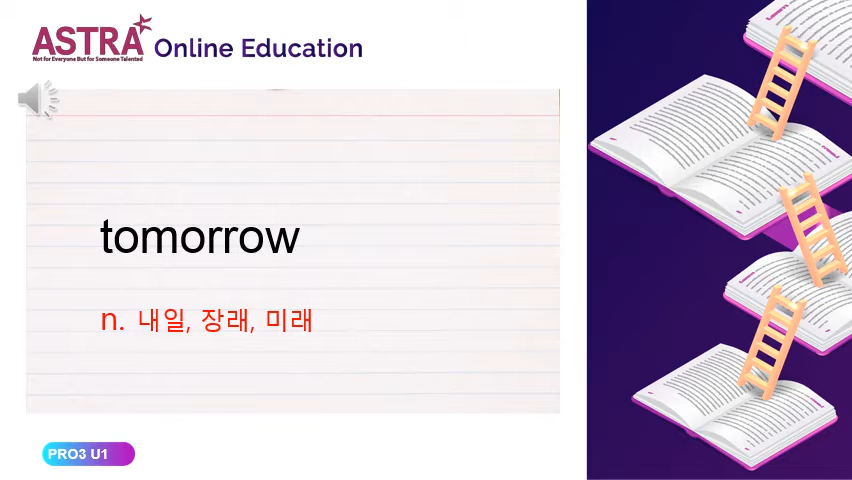 ASTRA Online Education
Not for Everyone But for Someone Talented
tomorrow
n. 내일, 장래, 미래
PRO3 U1